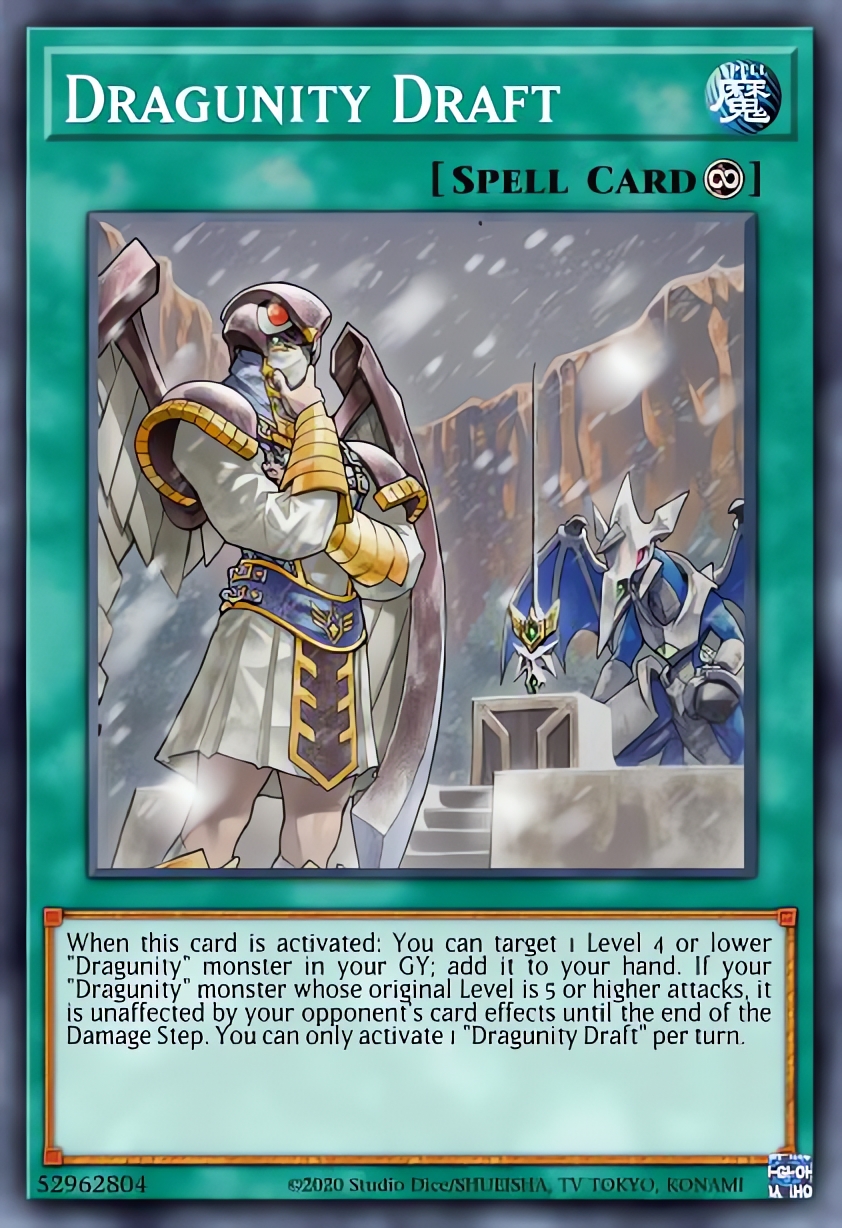 Dragunity Draft
魔
[Spell Card]
When this card is activated: You can target 1 Level 4 or lower
"Dragunity" monster in your GY; add it to your hand. If your
"Dragunity" monster whose original Level is 5 or higher attacks, it
is unaffected by your opponent's card effects until the end of the
Damage Step. You can only activate 1 "Dragunity Draft" per turn.
52962804
©2020 Studio Dice/SHUEISHA, TV TOKYO, KONAMI